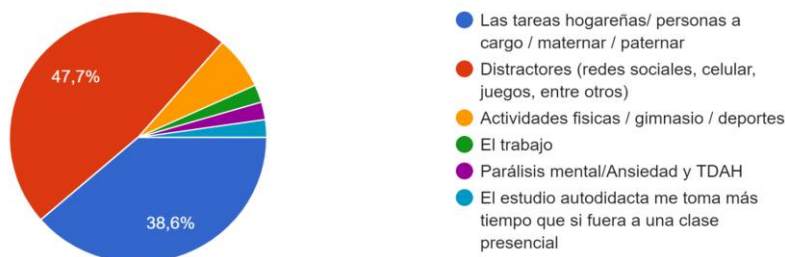 47,7%
38,6%
Las tareas hogareñas/ personas a
cargo / maternar / paternar
Distractores (redes sociales, celular,
juegos, entre otros)
Actividades fisicas / gimnasio / deportes
El trabajo
Parálisis mental/Ansiedad y TDAH
El estudio autodidacta me toma más
tiempo que si fuera a una clase
presencial